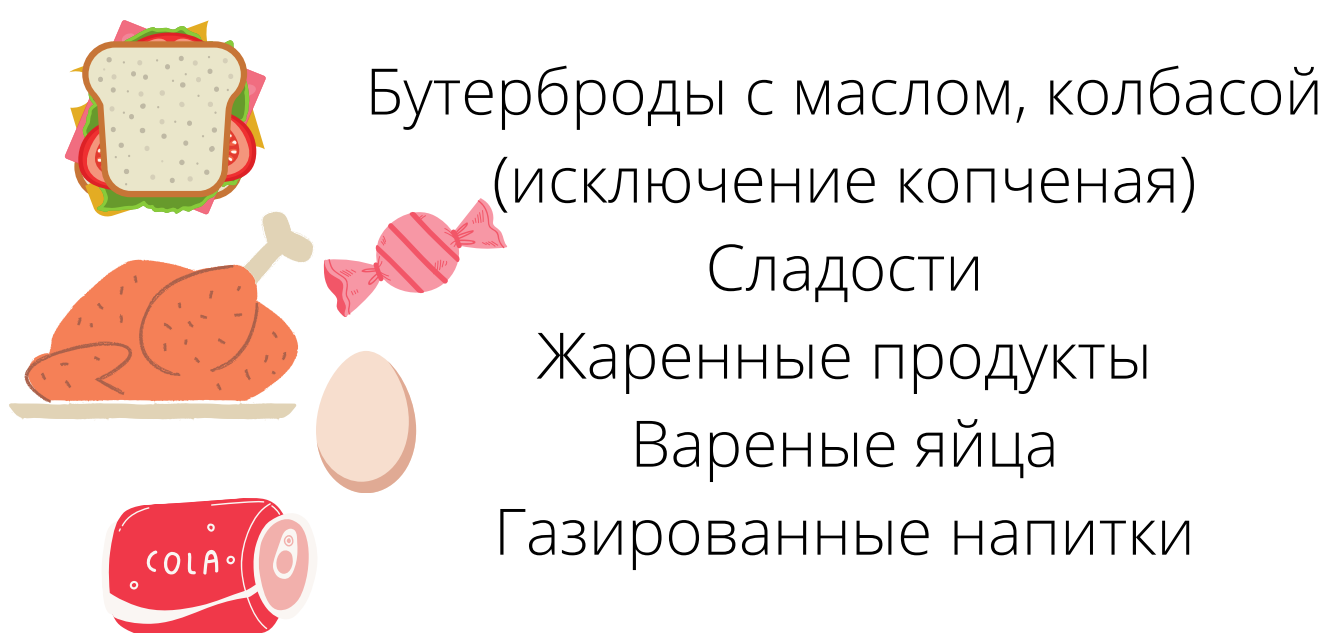 Бутерброды с маслом, колбасой
(исключение копченая)
Сладости
Жаренные продукты
Вареные яйца
Газированные напитки
COLA